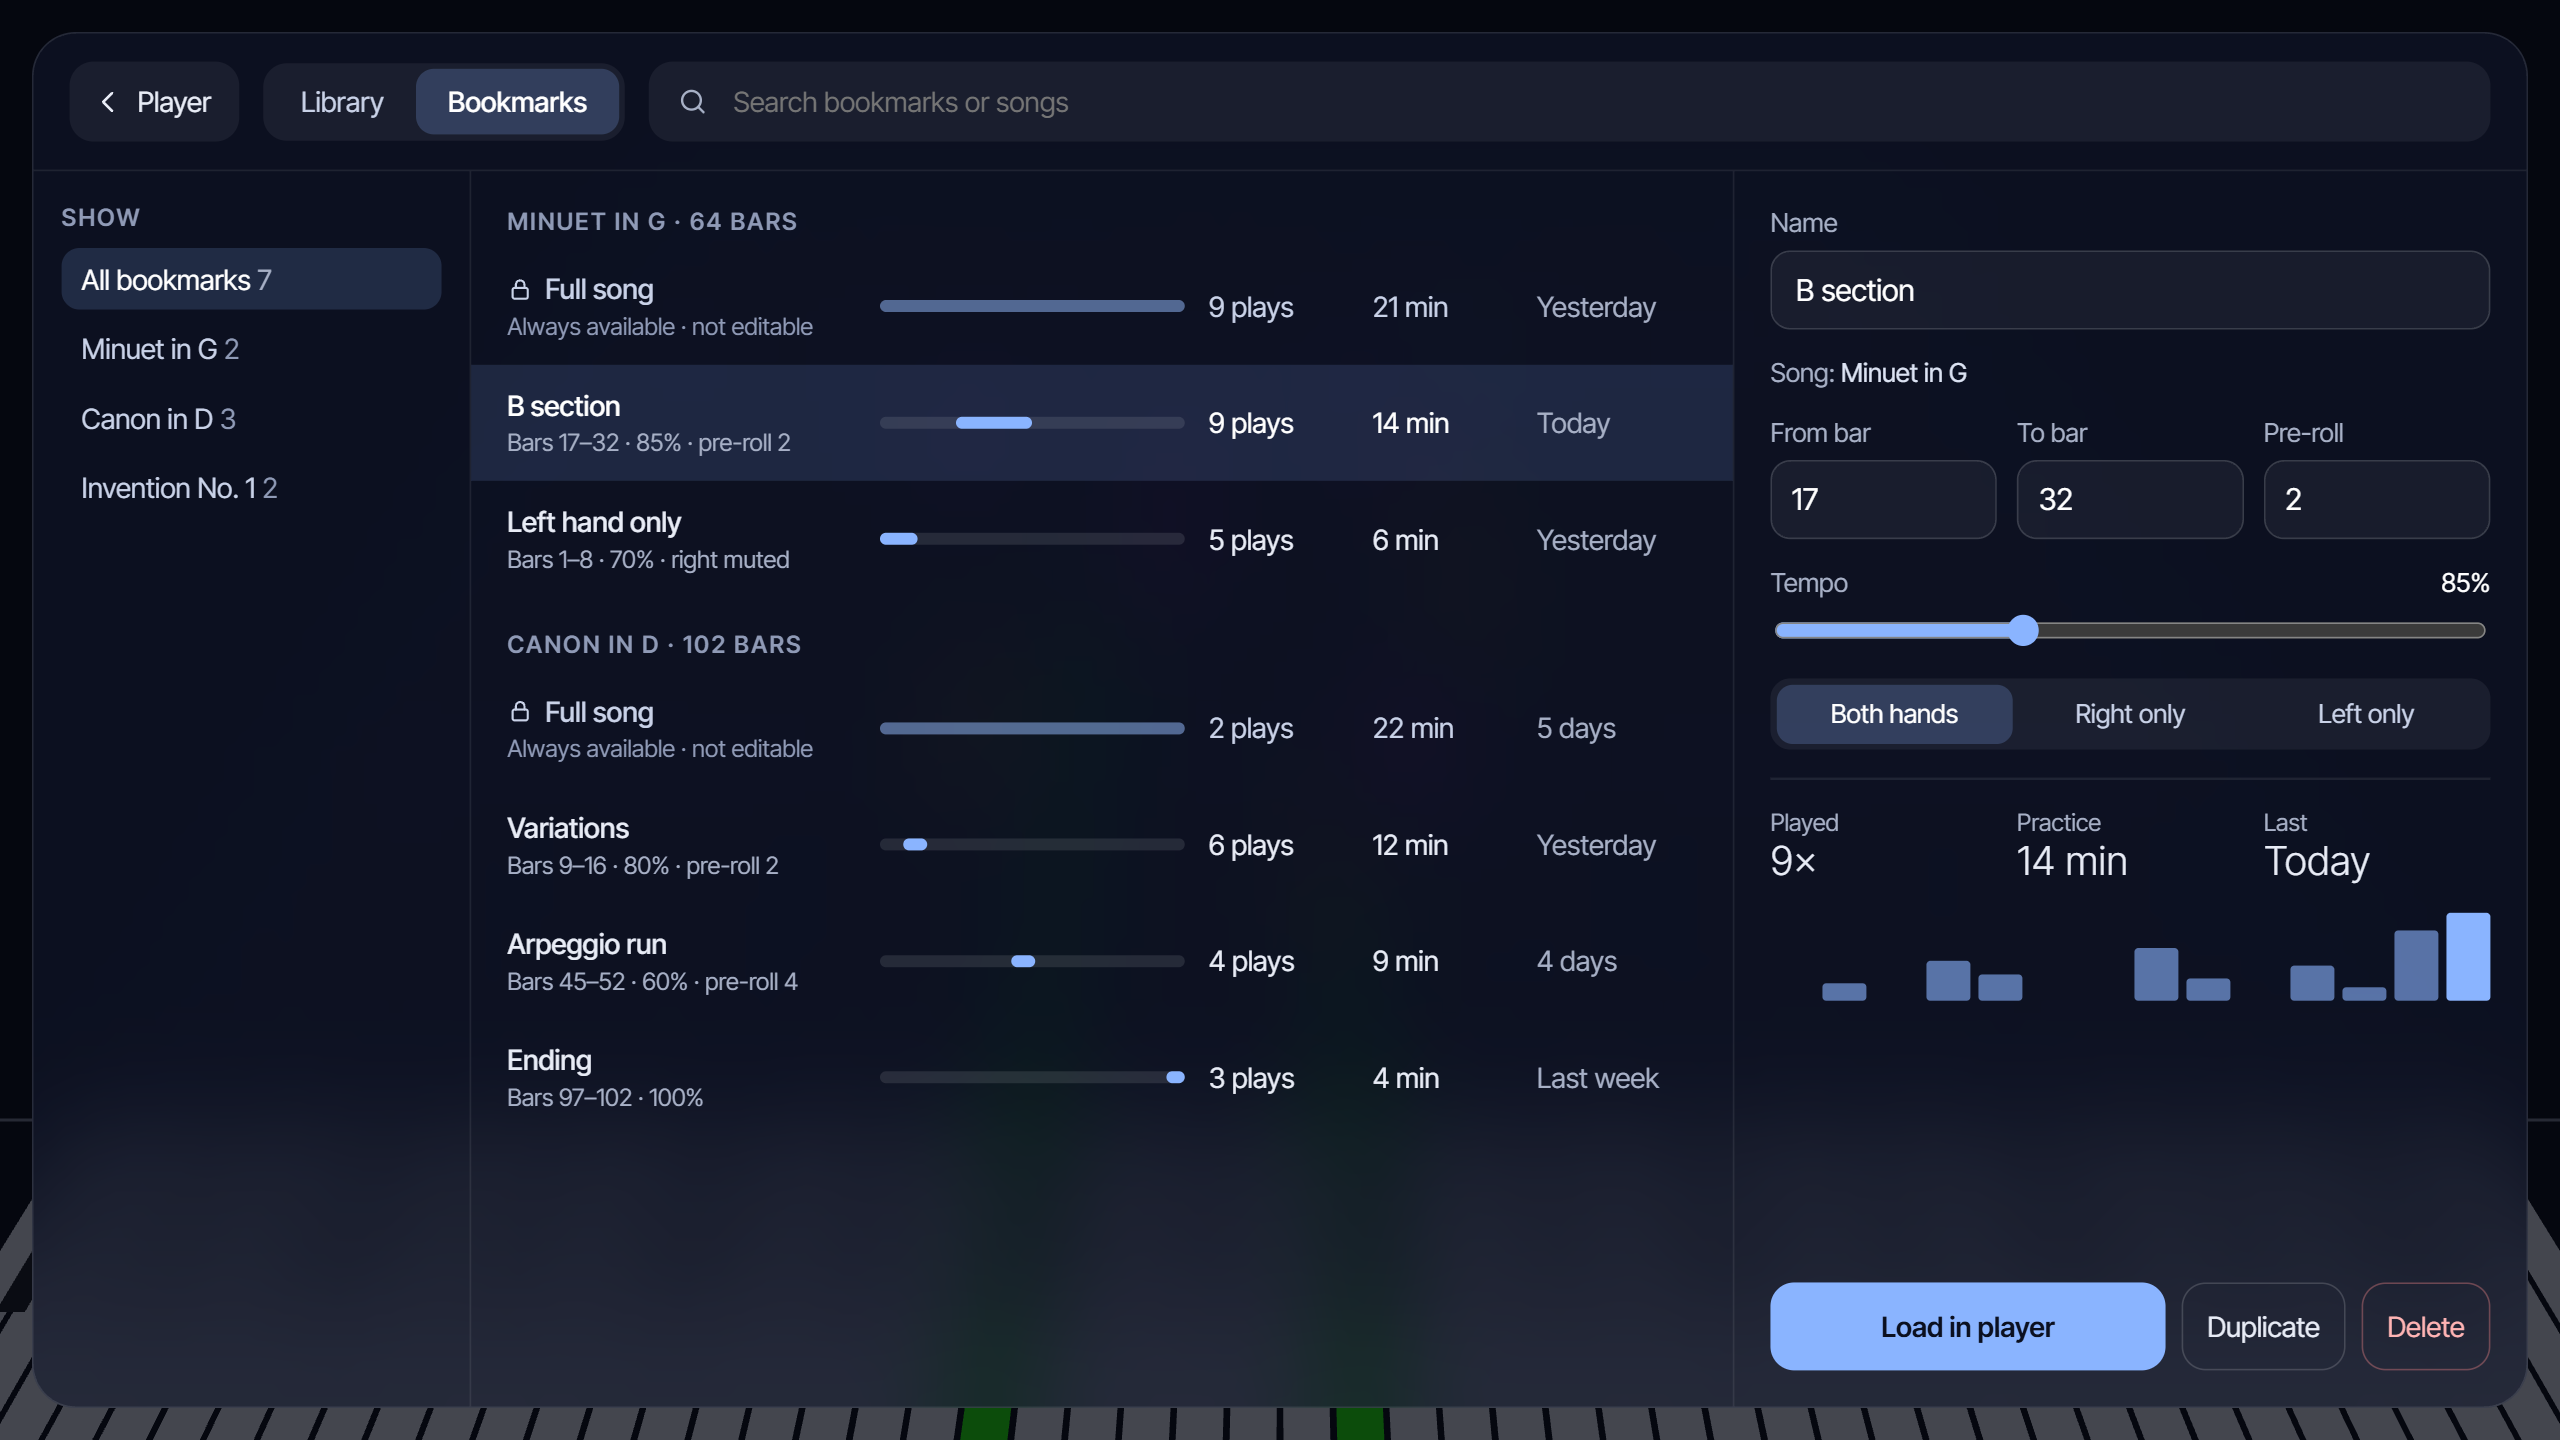 Player
Library
Bookmarks
Search bookmarks or songs
SHOW
All bookmarks 7
Minuet in G 2
Canon in D 3
Invention No. 1 2
MINUET IN G · 64 BARS
Full song
Always available · not editable
9 plays
21 min
Yesterday
B section
Bars 17–32 · 85% · pre-roll 2
9 plays
14 min
Today
Left hand only
Bars 1–8 · 70% · right muted
5 plays
6 min
Yesterday
CANON IN D · 102 BARS
Full song
Always available · not editable
2 plays
22 min
5 days
Variations
Bars 9–16 · 80% · pre-roll 2
6 plays
12 min
Yesterday
Arpeggio run
Bars 45–52 · 60% · pre-roll 4
4 plays
9 min
4 days
Ending
Bars 97–102 · 100%
3 plays
4 min
Last week
Name
B section
Song: Minuet in G
From bar
To bar
Pre-roll
17
32
2
Tempo
85%
Both hands
Right only
Left only
Played
Practice
Last
9×
14 min
Today
Load in player
Duplicate
Delete